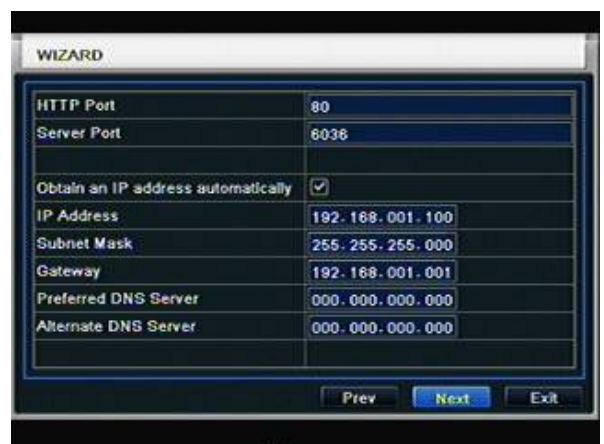 WIZARD
HTTP Port 80
Server Port 6036
Obtain an IP address automatically
IP Address 192.168.001.100
Subnet Mask 255.255.255.000
Gateway 192.168.001.001
Preferred DNS Server 000.000.000.000
Alternate DNS Server 000.000.000.000
Prev Next Exit